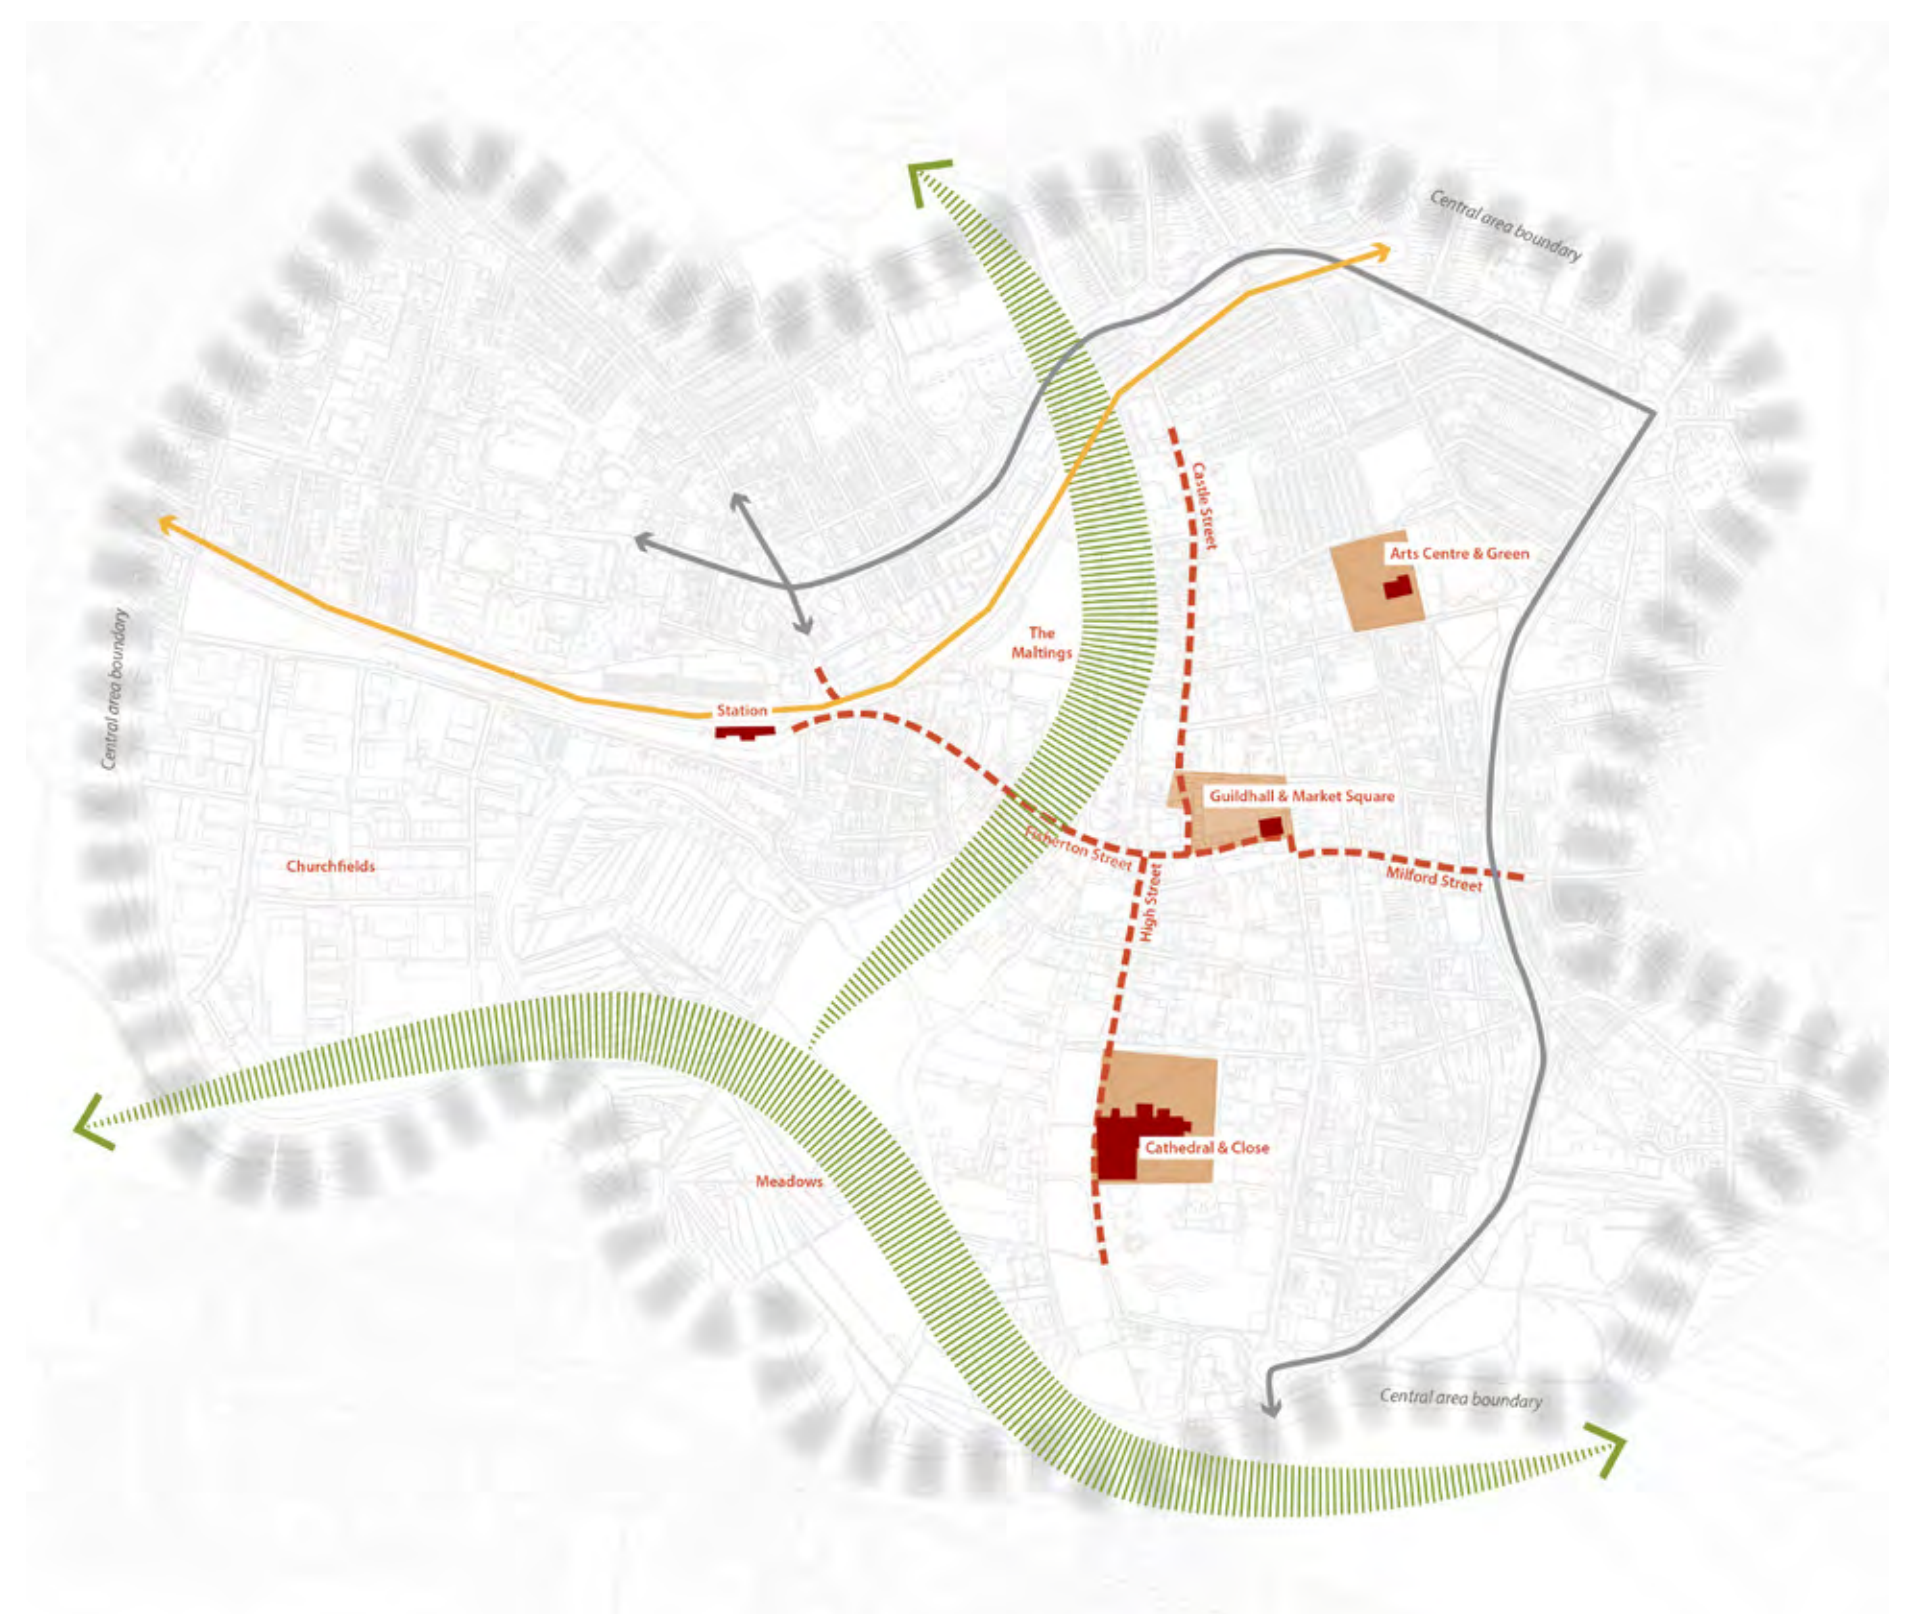 Central area boundary
Castle Street
Arts Centre & Green
The
Maltings
Station
Central area boundary
Guildhall & Market Square
Fisherton Street
Churchfields
Milford Street
High Street
Cathedral & Close
Meadows
Central area boundary